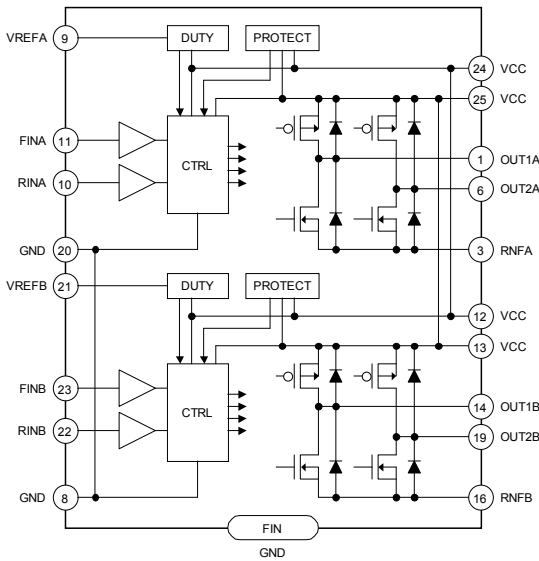 VREFA 9 DUTY PROTECT
24 VCC
25 VCC
FINA 11
CTRL
1 OUT1A
RINA 10
6 OUT2A
GND 20
3 RNFA
VREFB 21 DUTY PROTECT
12 VCC
13 VCC
FINB 23
CTRL
14 OUT1B
RINB 22
19 OUT2B
GND 8
16 RNFB
FIN
GND